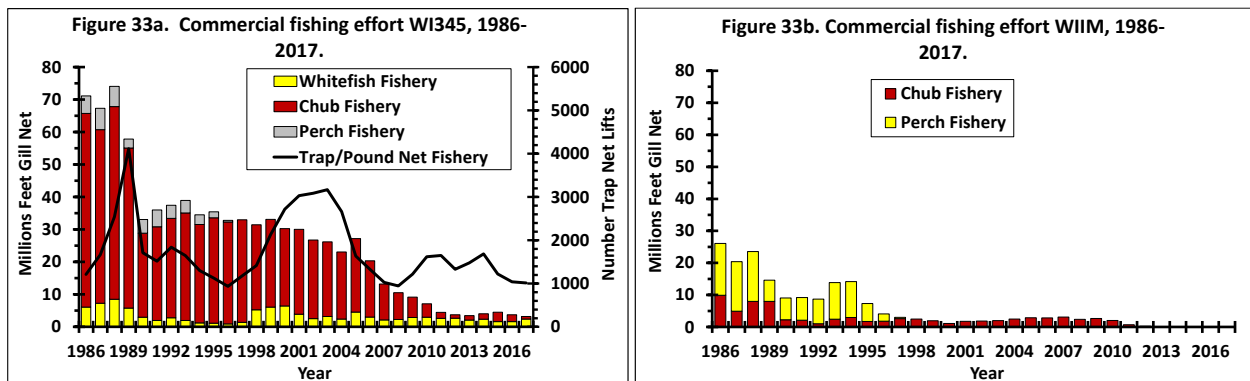 Figure 33a. Commercial fishing effort WI345, 1986-
2017.
80
70
60
50
40
30
20
10
0
Millions Feet Gill Net
Whitefish Fishery
Chub Fishery
Perch Fishery
Trap/Pound Net Fishery
6000
5000
4000
3000
2000
1000
0
Number Trap Net Lifts
1986 1989 1992 1995 1998 2001 2004 2007 2010 2013 2016
Year
Figure 33b. Commercial fishing effort WIIM, 1986-
2017.
80
70
60
50
40
30
20
10
0
Millions Feet Gill Net
Chub Fishery
Perch Fishery
1986 1989 1992 1995 1998 2001 2004 2007 2010 2013 2016
Year